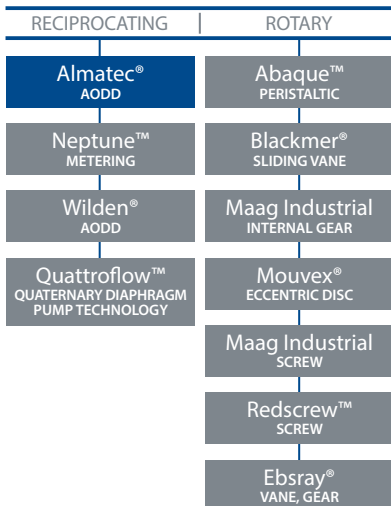 RECIPROCATING | ROTARY
Almatec®
AODD
Neptune™
METERING
Wilden®
AODD
Quattroflow™
QUATERNARY DIAPHRAGM
PUMP TECHNOLOGY
Abaque™
PERISTALTIC
Blackmer®
SLIDING VANE
Maag Industrial
INTERNAL GEAR
Mouvex®
ECCENTRIC DISC
Maag Industrial
SCREW
Redscrew™
SCREW
Ebsray®
VANE, GEAR